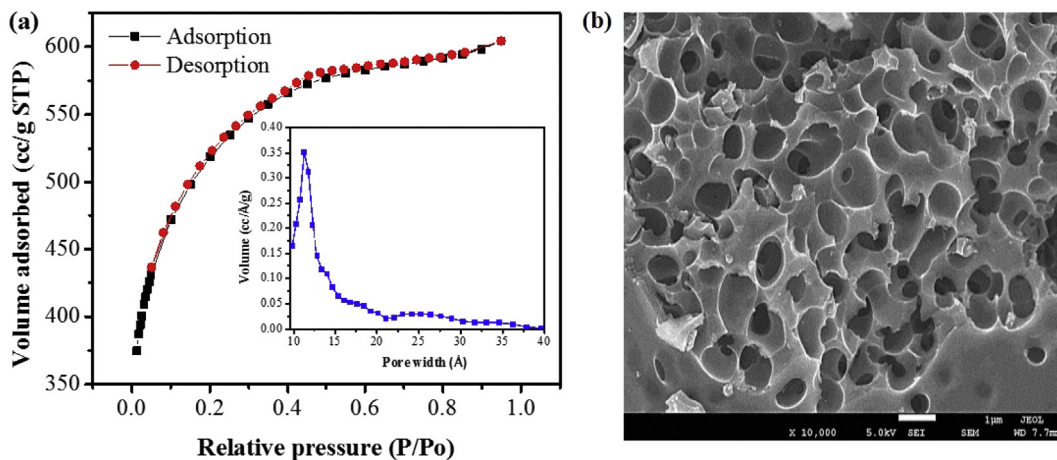 (a)
Volume adsorbed (cc/g STP)
600
550
500
450
400
350
Adsorption
Desorption
Volume (cc/Å/g)
0.40
0.35
0.30
0.25
0.20
0.15
0.10
0.05
0.00
10 15 20 25 30 35 40
Pore width (Å)
0.0 0.2 0.4 0.6 0.8 1.0
Relative pressure (P/Po)
(b)
1µm JEOL
X 10,000 5.0kV SEI SEM WD 7.7m